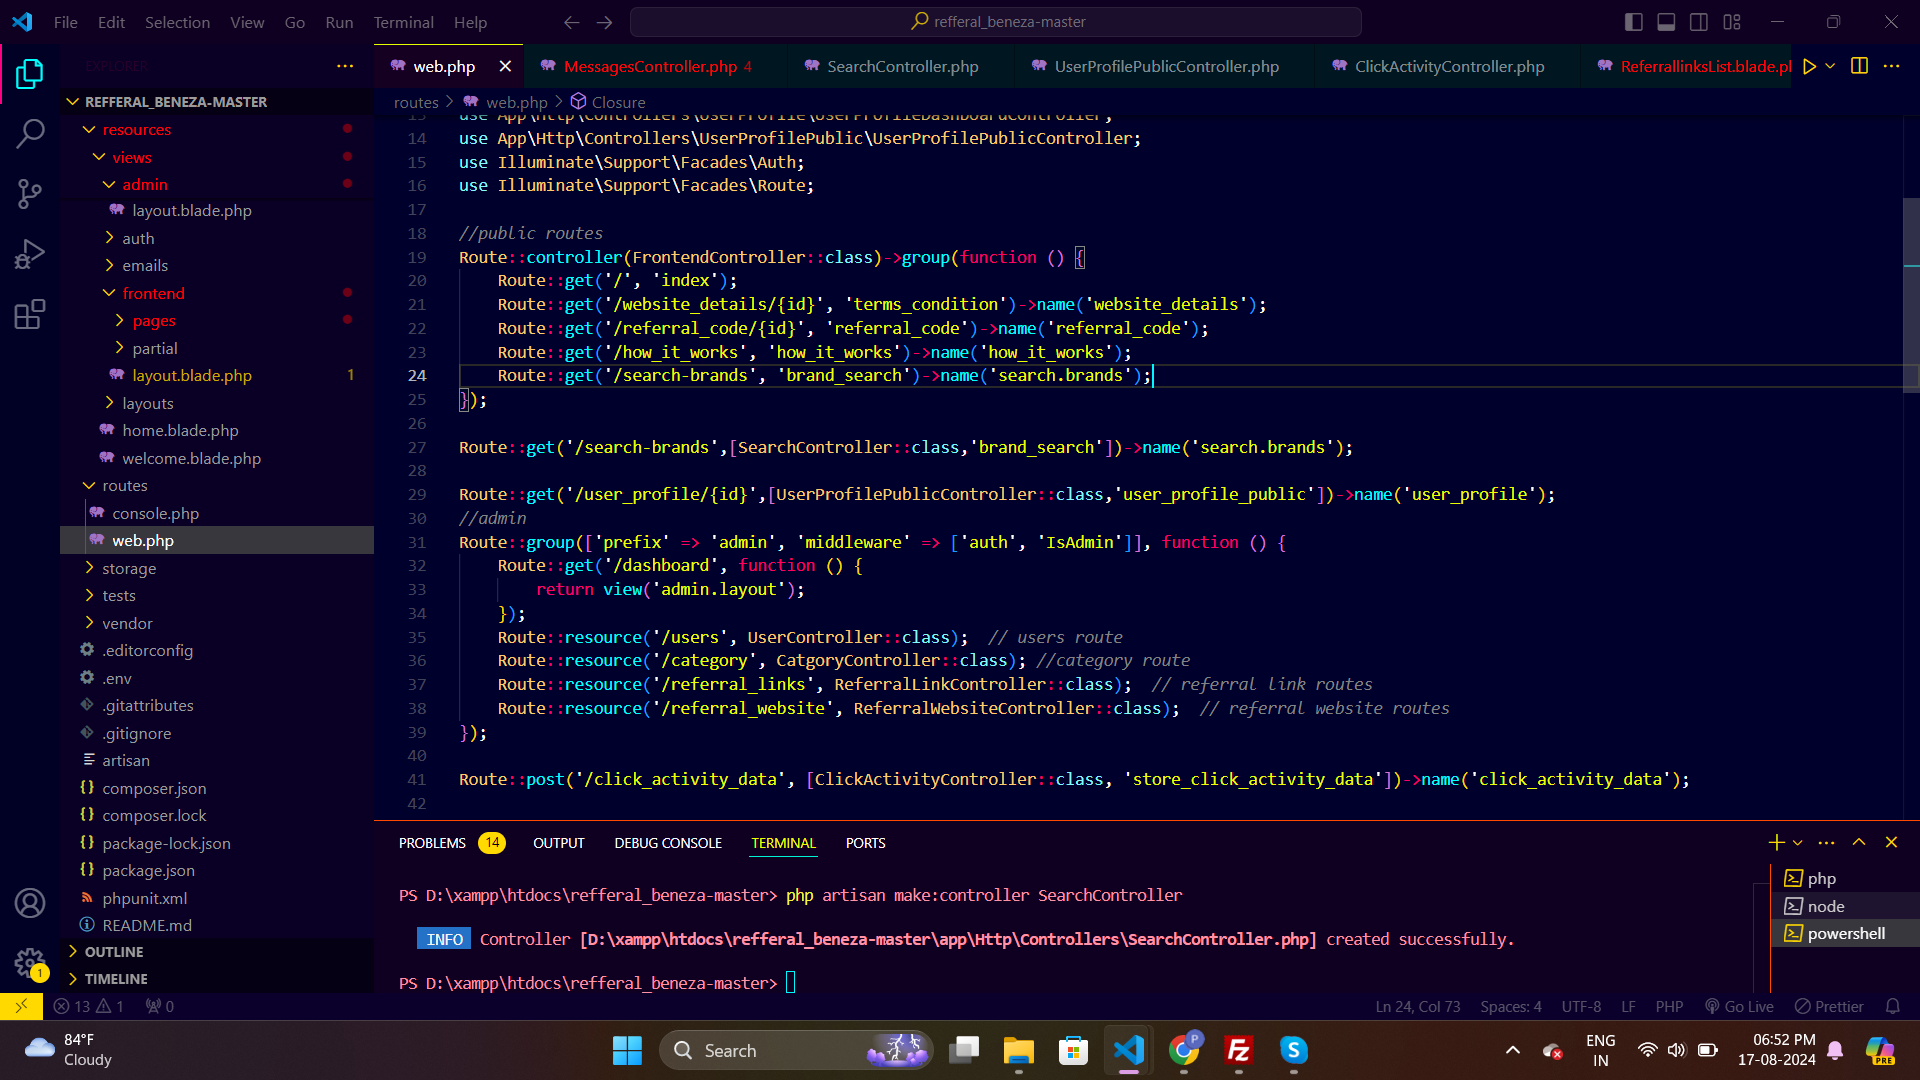 File Edit Selection View Go Run Terminal Help
refferal_beneza-master
EXPLORER
web.php
MessagesController.php 4
SearchController.php
UserProfilePublicController.php
ClickActivityController.php
ReferrallinksList.blade.pl
routes > web.php > Closure
REFFERAL_BENEZA-MASTER
resources
views
admin
layout.blade.php
auth
emails
frontend
pages
partial
layout.blade.php 1
layouts
home.blade.php
welcome.blade.php
routes
console.php
web.php
storage
tests
vendor
.editorconfig
.env
.gitattributes
.gitignore
artisan
composer.json
composer.lock
package-lock.json
package.json
phpunit.xml
README.md
OUTLINE
TIMELINE
13 use App\Http\Controllers\UserProfile\UserProfileDashboardController;
14 use App\Http\Controllers\UserProfilePublic\UserProfilePublicController;
15 use Illuminate\Support\Facades\Auth;
16 use Illuminate\Support\Facades\Route;
17
18 //public routes
19 Route::controller(FrontendController::class)->group(function () {
20 Route::get('/', 'index');
21 Route::get('/website_details/{id}', 'terms_condition')->name('website_details');
22 Route::get('/referral_code/{id}', 'referral_code')->name('referral_code');
23 Route::get('/how_it_works', 'how_it_works')->name('how_it_works');
24 Route::get('/search-brands', 'brand_search')->name('search.brands');
25 });
26
27 Route::get('/search-brands',[SearchController::class,'brand_search'])->name('search.brands');
28
29 Route::get('/user_profile/{id}',[UserProfilePublicController::class,'user_profile_public'])->name('user_profile');
30 //admin
31 Route::group(['prefix' => 'admin', 'middleware' => ['auth', 'IsAdmin']], function () {
32 Route::get('/dashboard', function () {
33 return view('admin.layout');
34 });
35 Route::resource('/users', UserController::class); // users route
36 Route::resource('/category', CatgoryController::class); //category route
37 Route::resource('/referral_links', ReferralLinkController::class); // referral link routes
38 Route::resource('/referral_website', ReferralWebsiteController::class); // referral website routes
39 });
40
41 Route::post('/click_activity_data', [ClickActivityController::class, 'store_click_activity_data'])->name('click_activity_data');
42
PROBLEMS 14 OUTPUT DEBUG CONSOLE TERMINAL PORTS
PS D:\xampp\htdocs\refferal_beneza-master> php artisan make:controller SearchController
INFO Controller [D:\xampp\htdocs\refferal_beneza-master\app\Http\Controllers\SearchController.php] created successfully.
PS D:\xampp\htdocs\refferal_beneza-master>
php
node
powershell
1
13 1 0
Ln 24, Col 73 Spaces: 4 UTF-8 LF PHP Go Live Prettier
84°F
Cloudy
Search
P
Fz
S
ENG
IN
06:52 PM
17-08-2024
PRE